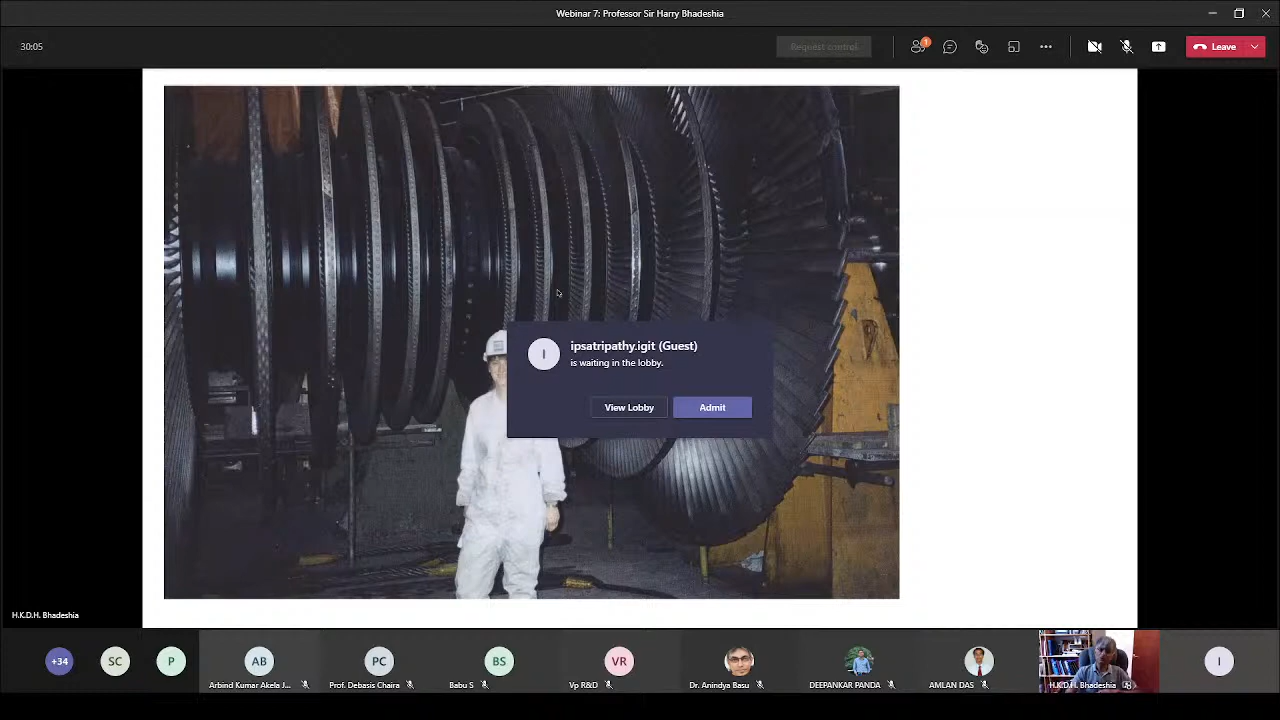 Webinar 7: Professor Sir Harry Bhadeshia
30:05
Request control
1
Leave
I
ipsatripathy.igit (Guest)
is waiting in the lobby.
View Lobby
Admit
H.K.D.H. Bhadeshia
+34
SC
P
AB
PC
BS
VR
I
Arbind Kumar Akela J...
Prof. Debasis Chaira
Babu S
Vp R&D
Dr. Anindya Basu
DEEPANKAR PANDA
AMLAN DAS
H.K.D.H. Bhadeshia